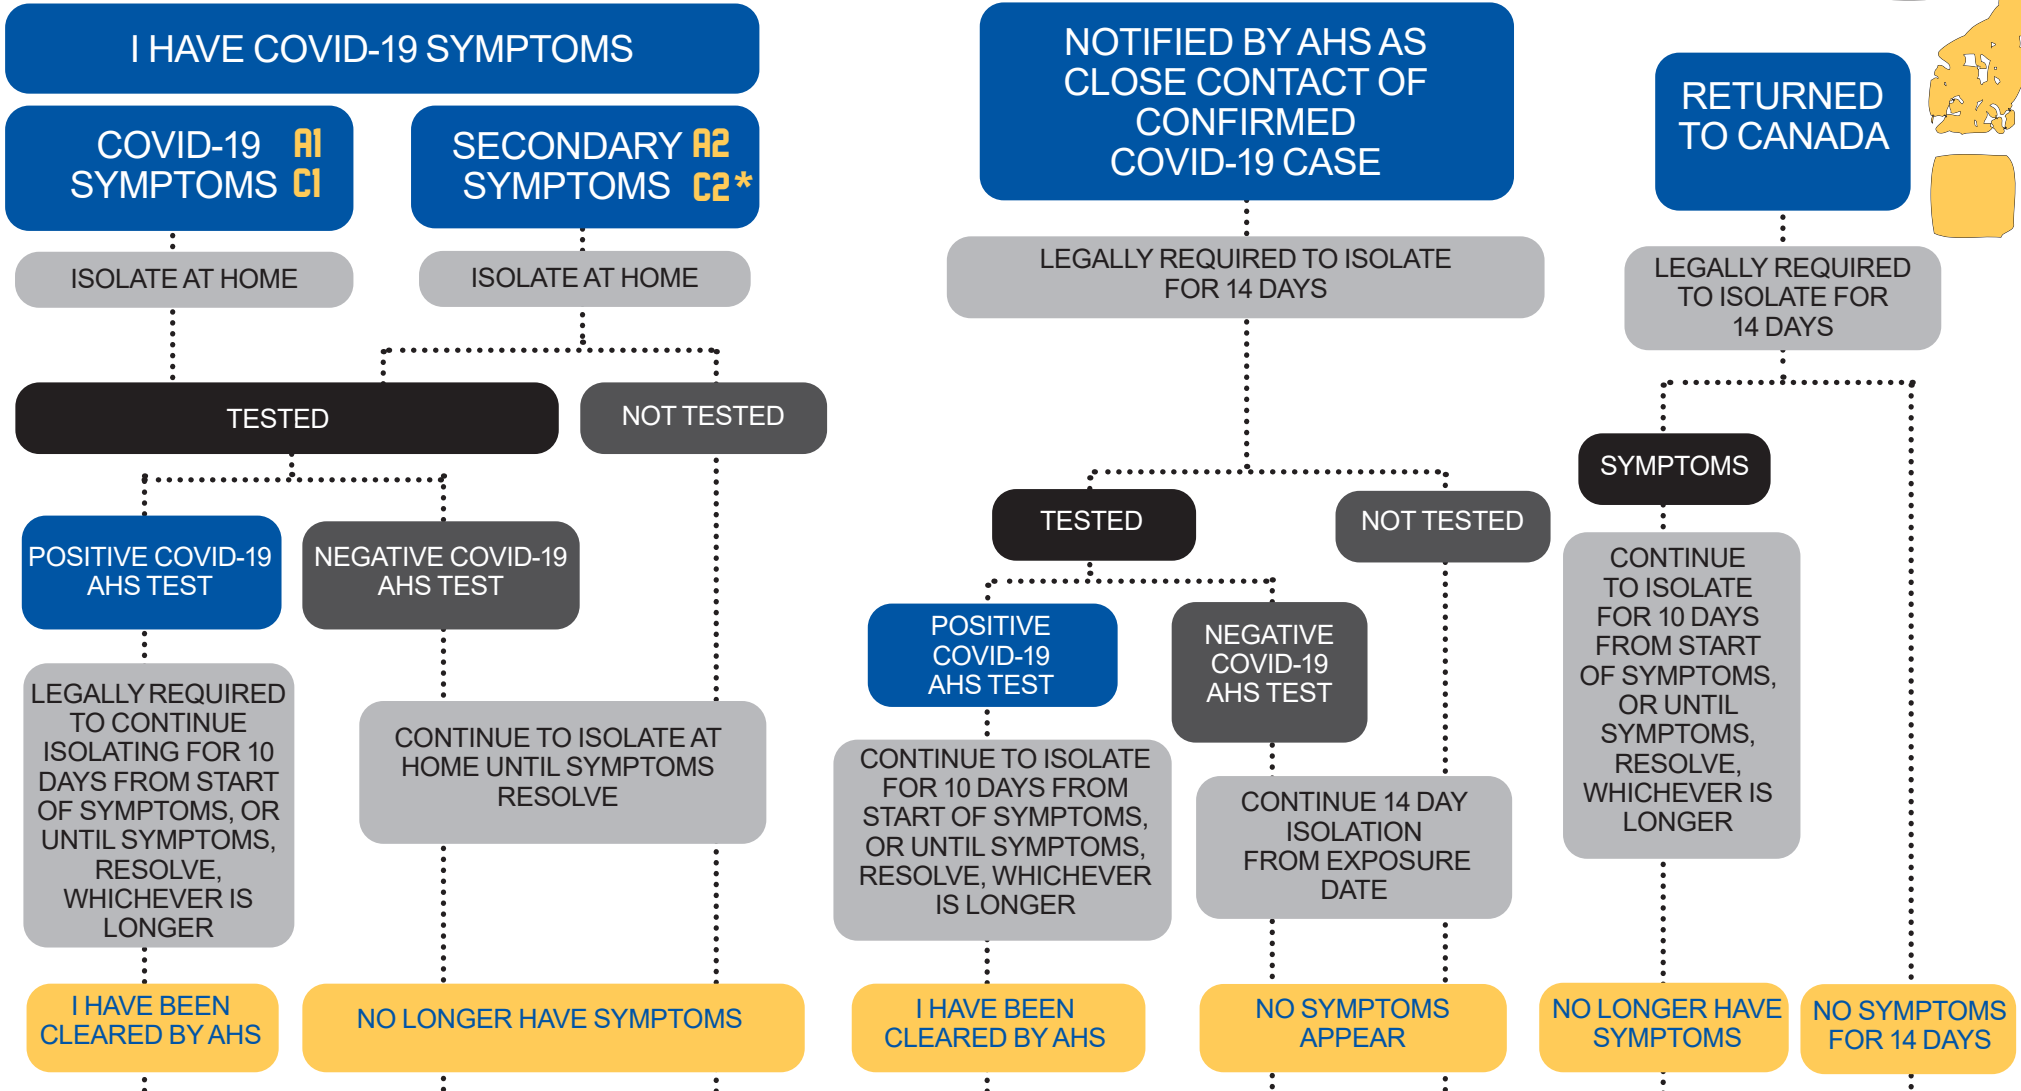 I HAVE COVID-19 SYMPTOMS
COVID-19 A1
SYMPTOMS C1
SECONDARY A2
SYMPTOMS C2*
ISOLATE AT HOME
ISOLATE AT HOME
TESTED
NOT TESTED
POSITIVE COVID-19
AHS TEST
NEGATIVE COVID-19
AHS TEST
LEGALLY REQUIRED
TO CONTINUE
ISOLATING FOR 10
DAYS FROM START
OF SYMPTOMS, OR
UNTIL SYMPTOMS,
RESOLVE,
WHICHEVER IS
LONGER
CONTINUE TO ISOLATE AT
HOME UNTIL SYMPTOMS
RESOLVE
I HAVE BEEN
CLEARED BY AHS
NO LONGER HAVE SYMPTOMS
NOTIFIED BY AHS AS
CLOSE CONTACT OF
CONFIRMED
COVID-19 CASE
LEGALLY REQUIRED TO ISOLATE
FOR 14 DAYS
TESTED
NOT TESTED
POSITIVE
COVID-19
AHS TEST
NEGATIVE
COVID-19
AHS TEST
CONTINUE TO ISOLATE
FOR 10 DAYS FROM
START OF SYMPTOMS,
OR UNTIL SYMPTOMS,
RESOLVE, WHICHEVER
IS LONGER
CONTINUE 14 DAY
ISOLATION
FROM EXPOSURE
DATE
I HAVE BEEN
CLEARED BY AHS
NO SYMPTOMS
APPEAR
RETURNED
TO CANADA
LEGALLY REQUIRED
TO ISOLATE FOR
14 DAYS
SYMPTOMS
CONTINUE
TO ISOLATE
FOR 10 DAYS
FROM START
OF SYMPTOMS,
OR UNTIL
SYMPTOMS,
RESOLVE,
WHICHEVER IS
LONGER
NO LONGER HAVE
SYMPTOMS
NO SYMPTOMS
FOR 14 DAYS